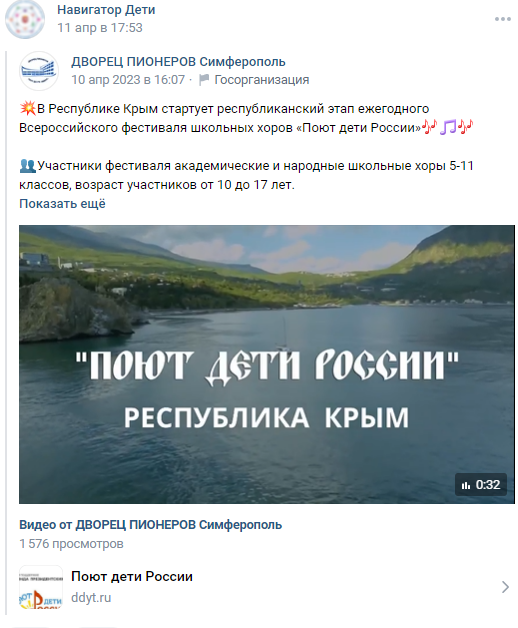 Навигатор Дети
11 апр в 17:53
ДВОРЕЦ ПИОНЕРОВ Симферополь
10 апр 2023 в 16:07 · Госорганизация
💥В Республике Крым стартует республиканский этап ежегодного
Всероссийского фестиваля школьных хоров «Поют дети России»🎶🎵🎶
👥Участники фестиваля академические и народные школьные хоры 5-11
классов, возраст участников от 10 до 17 лет.
Показать ещё
"ПОЮТ ДЕТИ РОССИИ"
РЕСПУБЛИКА КРЫМ
0:32
Видео от ДВОРЕЦ ПИОНЕРОВ Симферополь
1 576 просмотров
Поют дети России
ddyt.ru